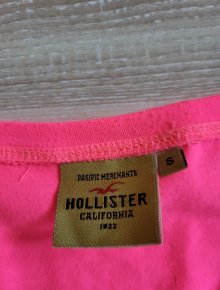 PACIFIC MERCHANTS
HOLLISTER
CALIFORNIA
1922
S